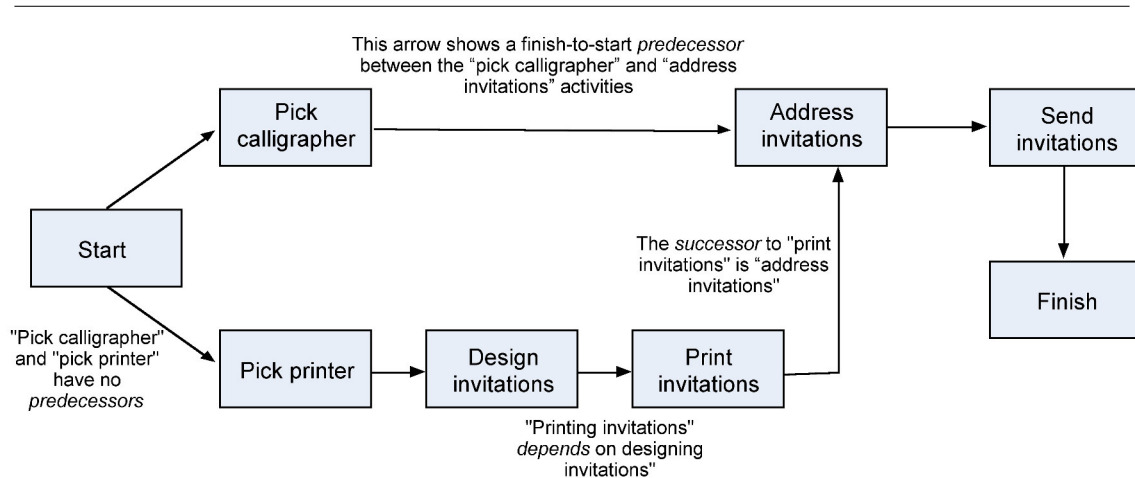 This arrow shows a finish-to-start predecessor
between the “pick calligrapher” and “address
invitations” activities
Pick
calligrapher
Address
invitations
Send
invitations
Start
The successor to "print
invitations" is “address
invitations"
Finish
"Pick calligrapher"
and "pick printer"
have no
predecessors
Pick printer
Design
invitations
Print
invitations
"Printing invitations"
depends on designing
invitations"